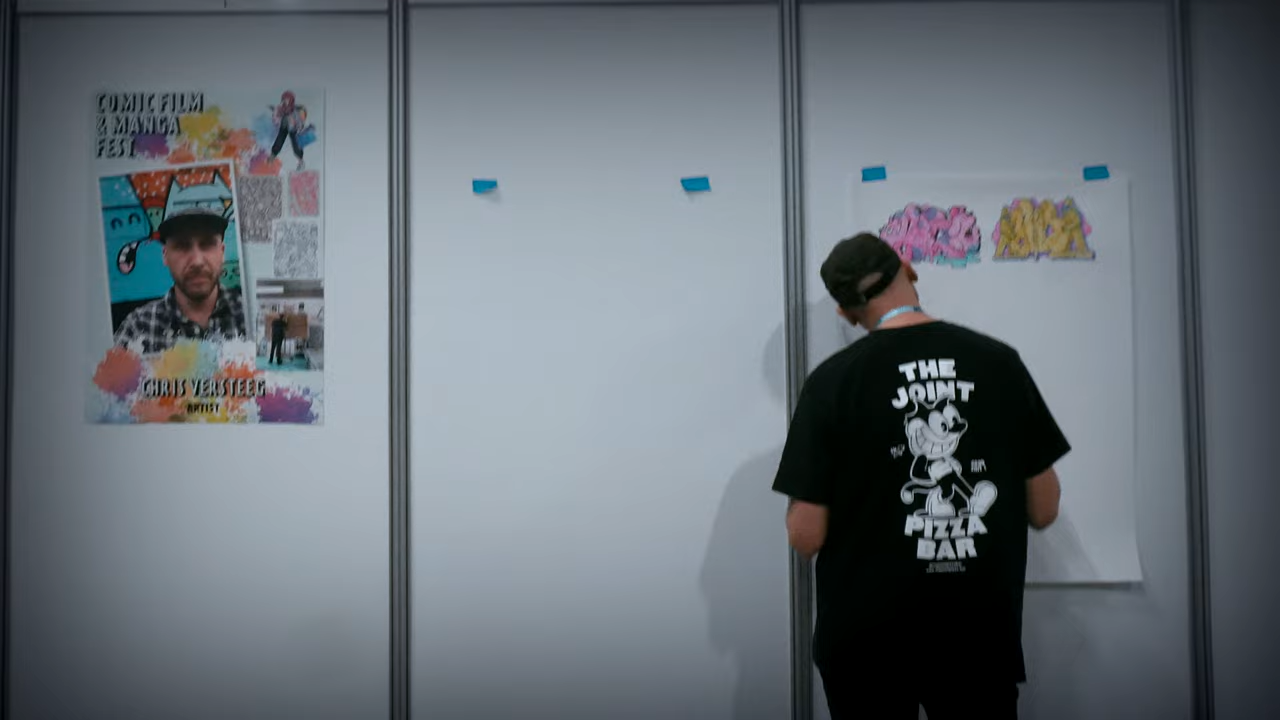 COMIC FILM
& MANGA
FEST
CHRIS VERSTEEG
ARTIST
THE
JOINT
PIZZA
BAR